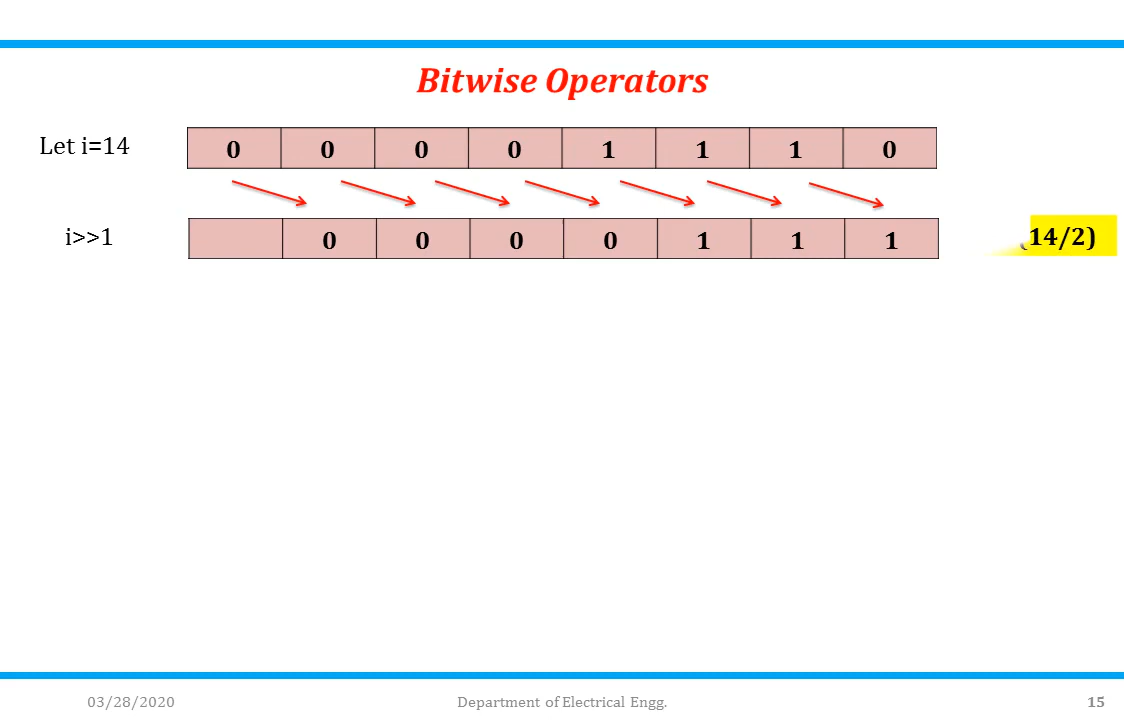 Bitwise Operators
Let i=14
0 0 0 0 1 1 1 0
i>>1
0 0 0 0 1 1 1
(14/2)
03/28/2020 Department of Electrical Engg. 15